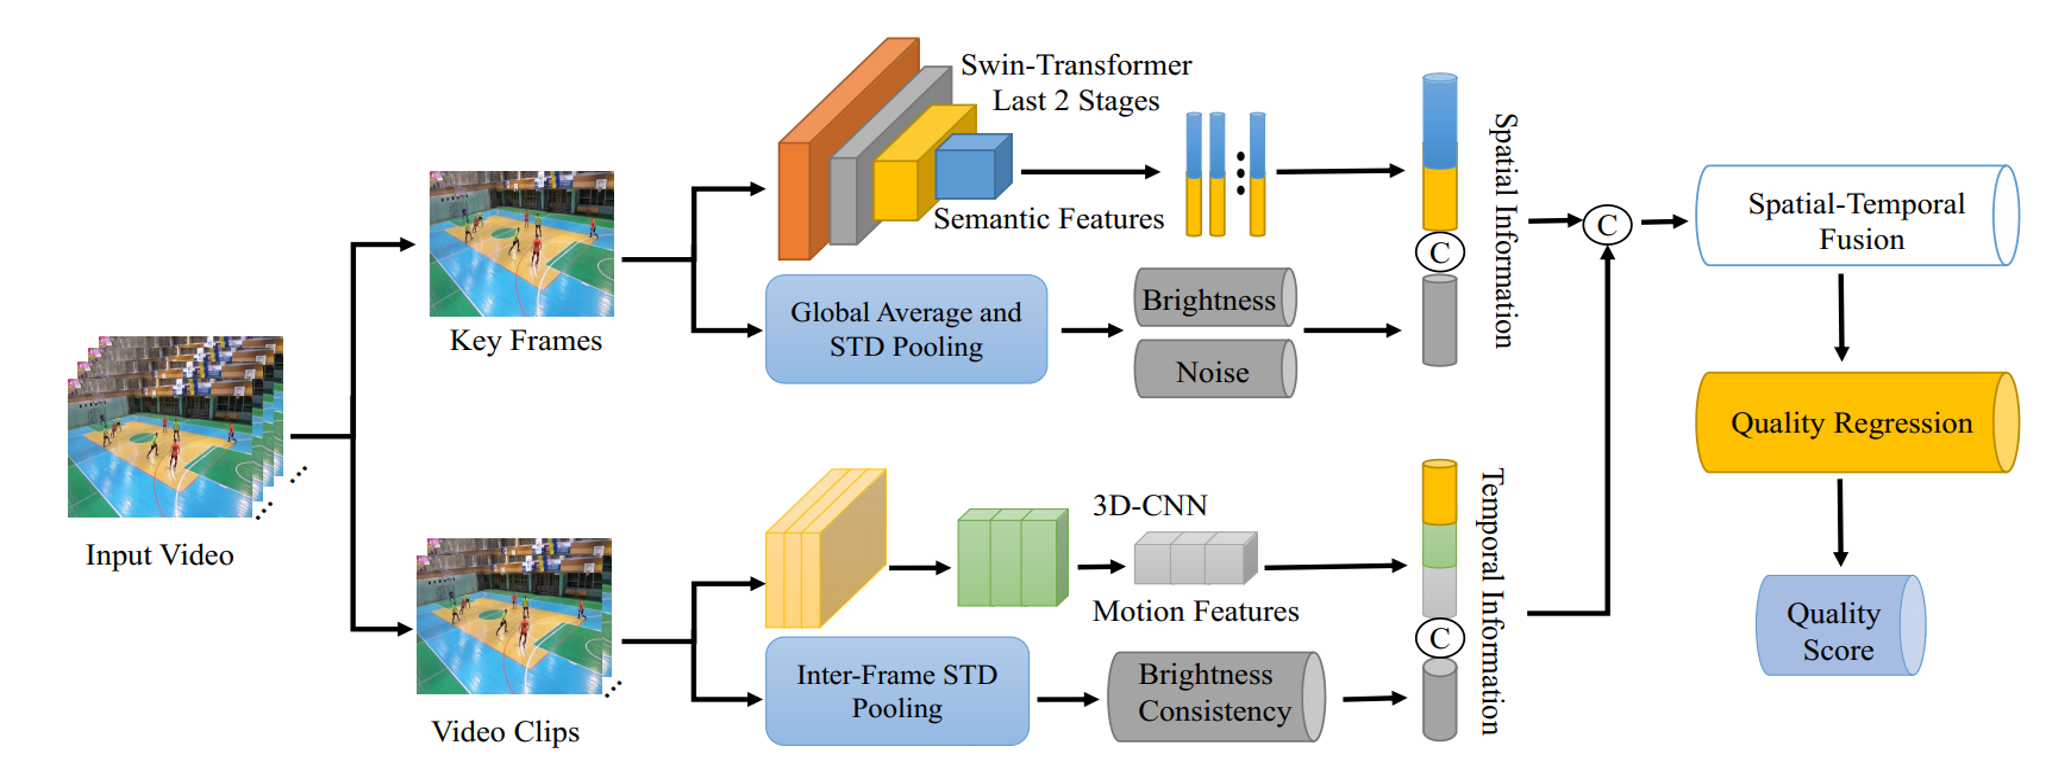 Swin-Transformer
Last 2 Stages
Semantic Features
Key Frames
Global Average and
STD Pooling
Brightness
Noise
C
Spatial Information
C
Spatial-Temporal
Fusion
Input Video
Quality Regression
3D-CNN
Motion Features
Video Clips
Inter-Frame STD
Pooling
Brightness
Consistency
C
Temporal Information
Quality
Score